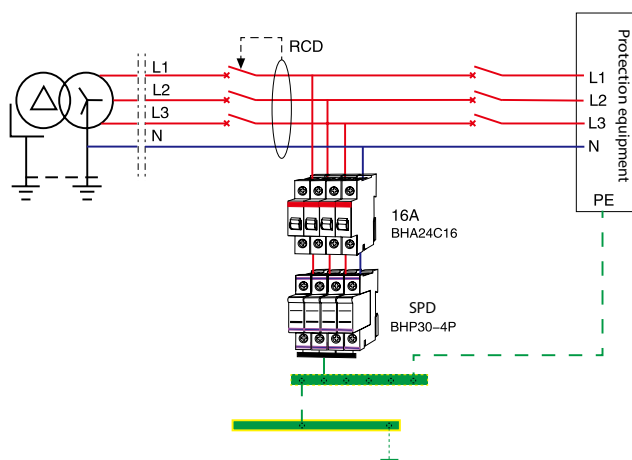 RCD
L1
L2
L3
N
L1
L2
L3
N
Protection equipment
PE
16A
BHA24C16
SPD
BHP30-4P